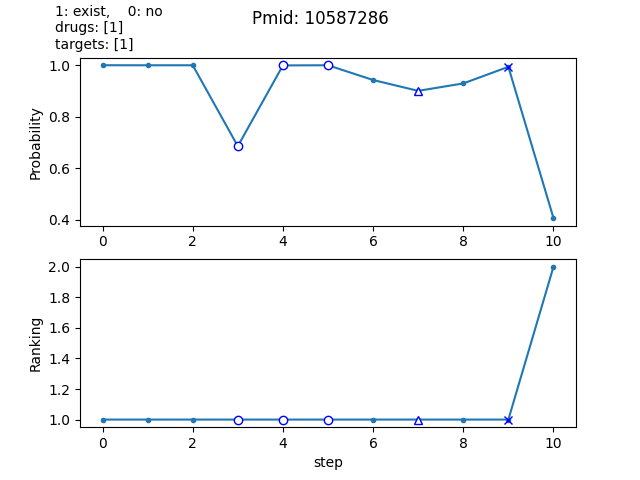 1: exist,    0: no
drugs: [1]
targets: [1]
Pmid: 10587286
Probability
1.0
0.8
0.6
0.4
0 2 4 6 8 10
Ranking
2.0
1.8
1.6
1.4
1.2
1.0
0 2 4 6 8 10
step